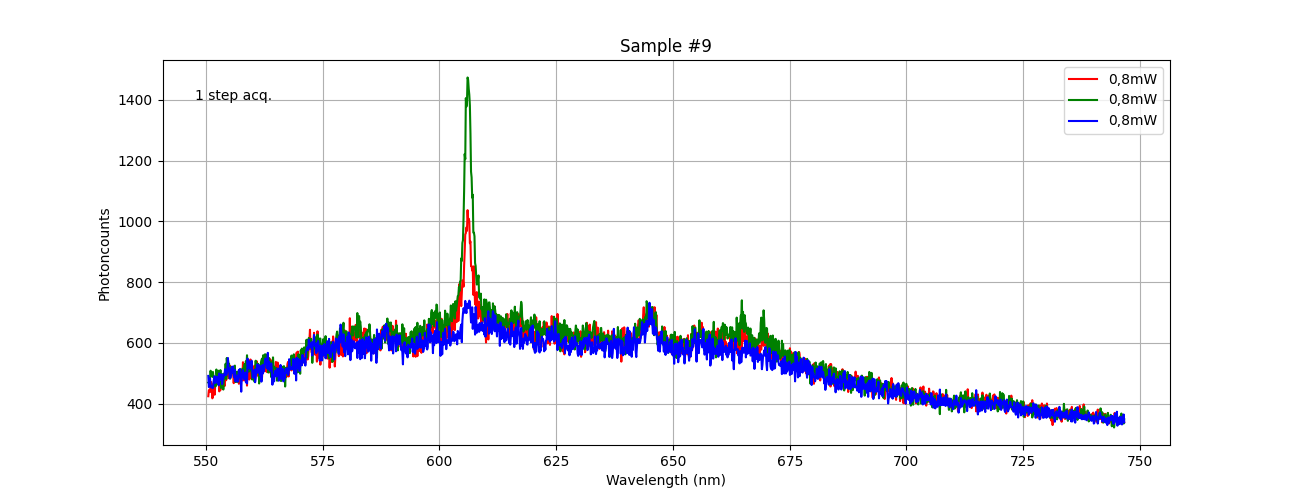 Sample #9
1 step acq.
0,8mW
0,8mW
0,8mW
Photoncounts
1400
1200
1000
800
600
400
550 575 600 625 650 675 700 725 750
Wavelength (nm)